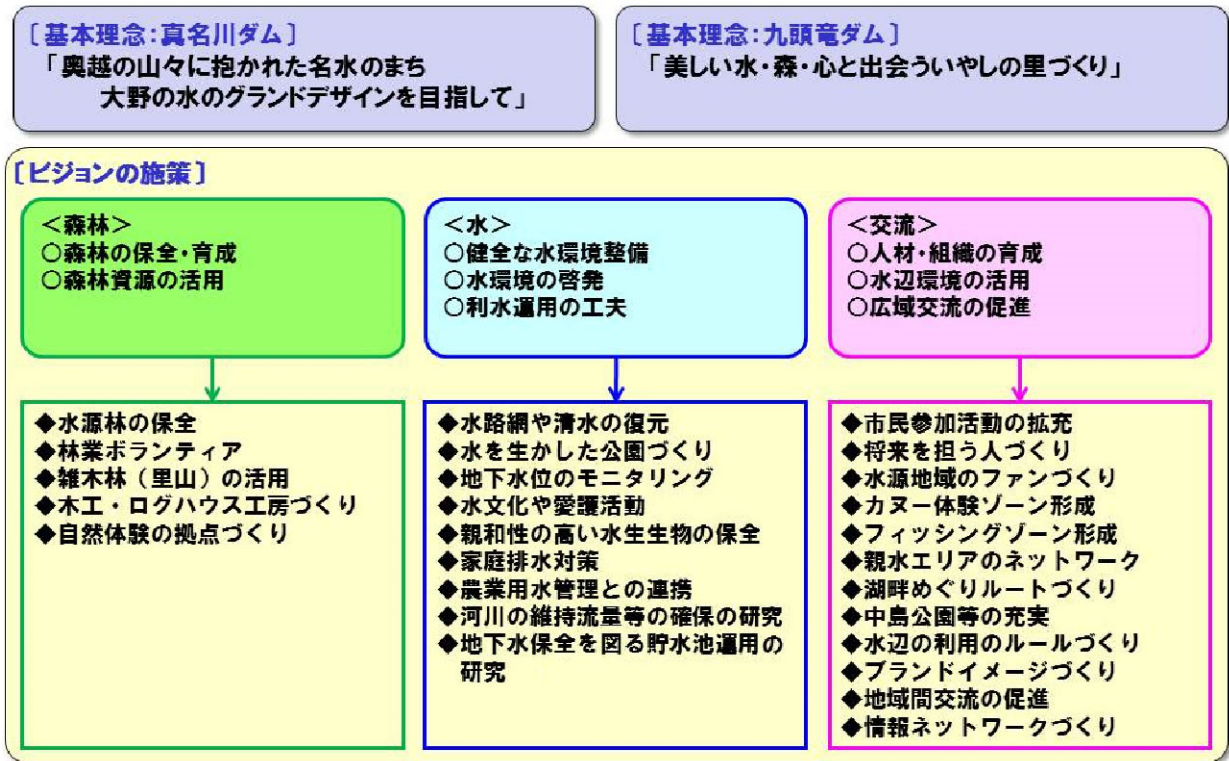 ［基本理念：真名川ダム］
「奥越の山々に抱かれた名水のまち
大野の水のグランドデザインを目指して」
［基本理念：九頭竜ダム］
「美しい水・森・心と出会ういやしの里づくり」
［ビジョンの施策］
＜森林＞
○森林の保全・育成
○森林資源の活用
＜水＞
○健全な水環境整備
○水環境の啓発
○利水運用の工夫
＜交流＞
○人材・組織の育成
○水辺環境の活用
○広域交流の促進
◆水源林の保全
◆林業ボランティア
◆雑木林（里山）の活用
◆木工・ログハウス工房づくり
◆自然体験の拠点づくり
◆水路網や清水の復元
◆水を生かした公園づくり
◆地下水位のモニタリング
◆水文化や愛護活動
◆親和性の高い水生生物の保全
◆家庭排水対策
◆農業用水管理との連携
◆河川の維持流量等の確保の研究
◆地下水保全を図る貯水池運用の
研究
◆市民参加活動の拡充
◆将来を担う人づくり
◆水源地域のファンづくり
◆カヌー体験ゾーン形成
◆フィッシングゾーン形成
◆親水エリアのネットワーク
◆湖畔めぐりルートづくり
◆中島公園等の充実
◆水辺の利用のルールづくり
◆ブランドイメージづくり
◆地域間交流の促進
◆情報ネットワークづくり